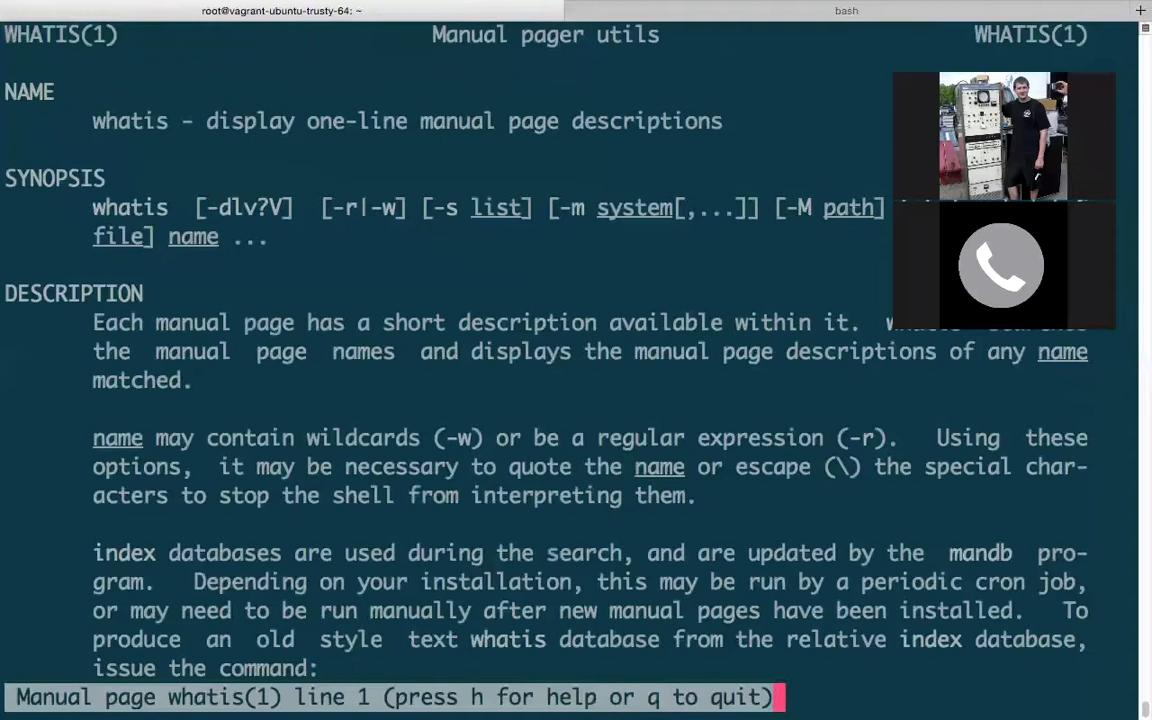 root@vagrant-ubuntu-trusty-64: ~
bash
WHATIS(1) Manual pager utils WHATIS(1)
NAME
whatis - display one-line manual page descriptions
SYNOPSIS
whatis [-dlv?V] [-r|-w] [-s list] [-m system[,...]] [-M path]
file] name ...
DESCRIPTION
Each manual page has a short description available within it.
the manual page names and displays the manual page descriptions of any name
matched.
name may contain wildcards (-w) or be a regular expression (-r). Using these
options, it may be necessary to quote the name or escape (\) the special char-
acters to stop the shell from interpreting them.
index databases are used during the search, and are updated by the mandb pro-
gram. Depending on your installation, this may be run by a periodic cron job,
or may need to be run manually after new manual pages have been installed. To
produce an old style text whatis database from the relative index database,
issue the command:
Manual page whatis(1) line 1 (press h for help or q to quit)